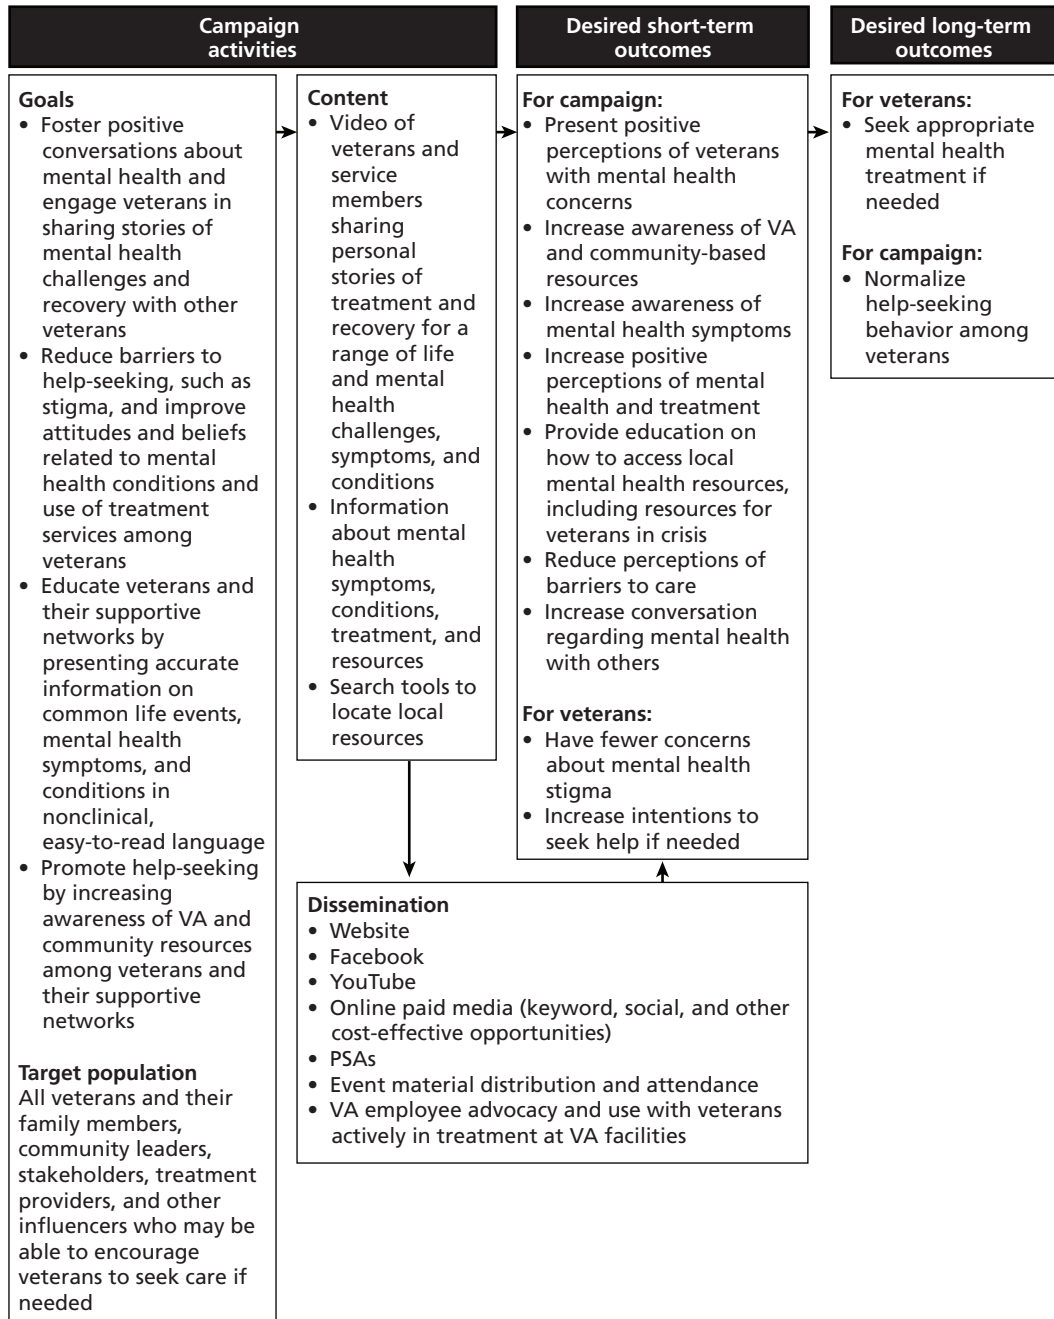 Campaign
activities
Desired short-term
outcomes
Desired long-term
outcomes
Goals
• Foster positive
conversations about
mental health and
engage veterans in
sharing stories of
mental health
challenges and
recovery with other
veterans
• Reduce barriers to
help-seeking, such as
stigma, and improve
attitudes and beliefs
related to mental
health conditions and
use of treatment
services among
veterans
• Educate veterans and
their supportive
networks by
presenting accurate
information on
common life events,
mental health
symptoms, and
conditions in
nonclinical,
easy-to-read language
• Promote help-seeking
by increasing
awareness of VA and
community resources
among veterans and
their supportive
networks
Target population
All veterans and their
family members,
community leaders,
stakeholders, treatment
providers, and other
influencers who may be
able to encourage
veterans to seek care if
needed
Content
• Video of
veterans and
service
members
sharing
personal
stories of
treatment and
recovery for a
range of life
and mental
health
challenges,
symptoms, and
conditions
• Information
about mental
health
symptoms,
conditions,
treatment, and
resources
• Search tools to
locate local
resources
Dissemination
• Website
• Facebook
• YouTube
• Online paid media (keyword, social, and other
cost-effective opportunities)
• PSAs
• Event material distribution and attendance
• VA employee advocacy and use with veterans
actively in treatment at VA facilities
For campaign:
• Present positive
perceptions of veterans
with mental health
concerns
• Increase awareness of VA
and community-based
resources
• Increase awareness of
mental health symptoms
• Increase positive
perceptions of mental
health and treatment
• Provide education on
how to access local
mental health resources,
including resources for
veterans in crisis
• Reduce perceptions of
barriers to care
• Increase conversation
regarding mental health
with others
For veterans:
• Have fewer concerns
about mental health
stigma
• Increase intentions to
seek help if needed
For veterans:
• Seek appropriate
mental health
treatment if
needed
For campaign:
• Normalize
help-seeking
behavior among
veterans